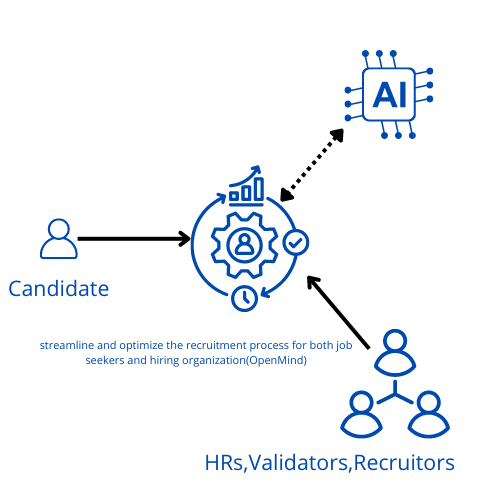 AI
Candidate
streamline and optimize the recruitment process for both job
seekers and hiring organization(OpenMind)
HRs,Validators,Recruitors